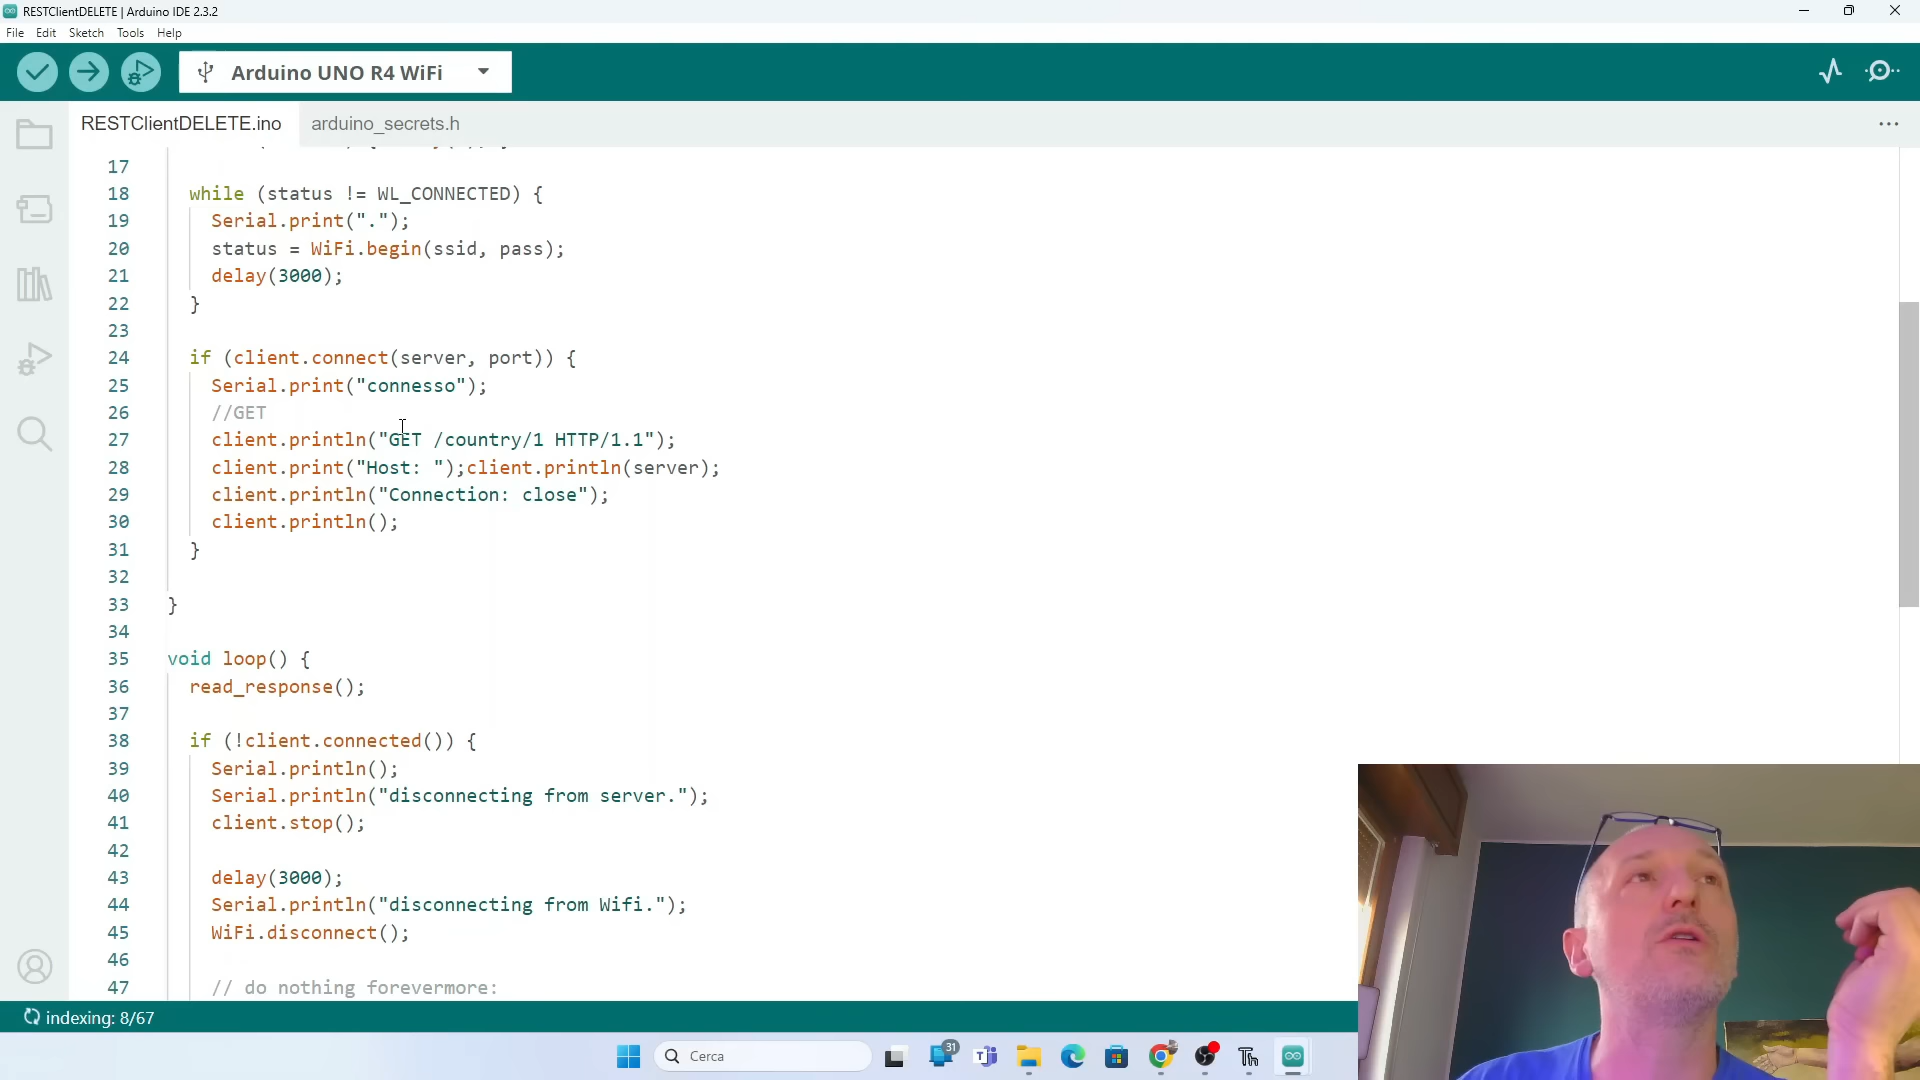 RESTClientDELETE | Arduino IDE 2.3.2
File Edit Sketch Tools Help
Arduino UNO R4 WiFi
RESTClientDELETE.ino arduino_secrets.h
17
18 while (status != WL_CONNECTED) {
19 Serial.print(".");
20 status = WiFi.begin(ssid, pass);
21 delay(3000);
22 }
23
24 if (client.connect(server, port)) {
25 Serial.print("connesso");
26 //GET
27 client.println("GET /country/1 HTTP/1.1");
28 client.print("Host: ");client.println(server);
29 client.println("Connection: close");
30 client.println();
31 }
32
33 }
34
35 void loop() {
36 read_response();
37
38 if (!client.connected()) {
39 Serial.println();
40 Serial.println("disconnecting from server.");
41 client.stop();
42
43 delay(3000);
44 Serial.println("disconnecting from Wifi.");
45 WiFi.disconnect();
46
47 // do nothing forevermore:
indexing: 8/67
Cerca
31